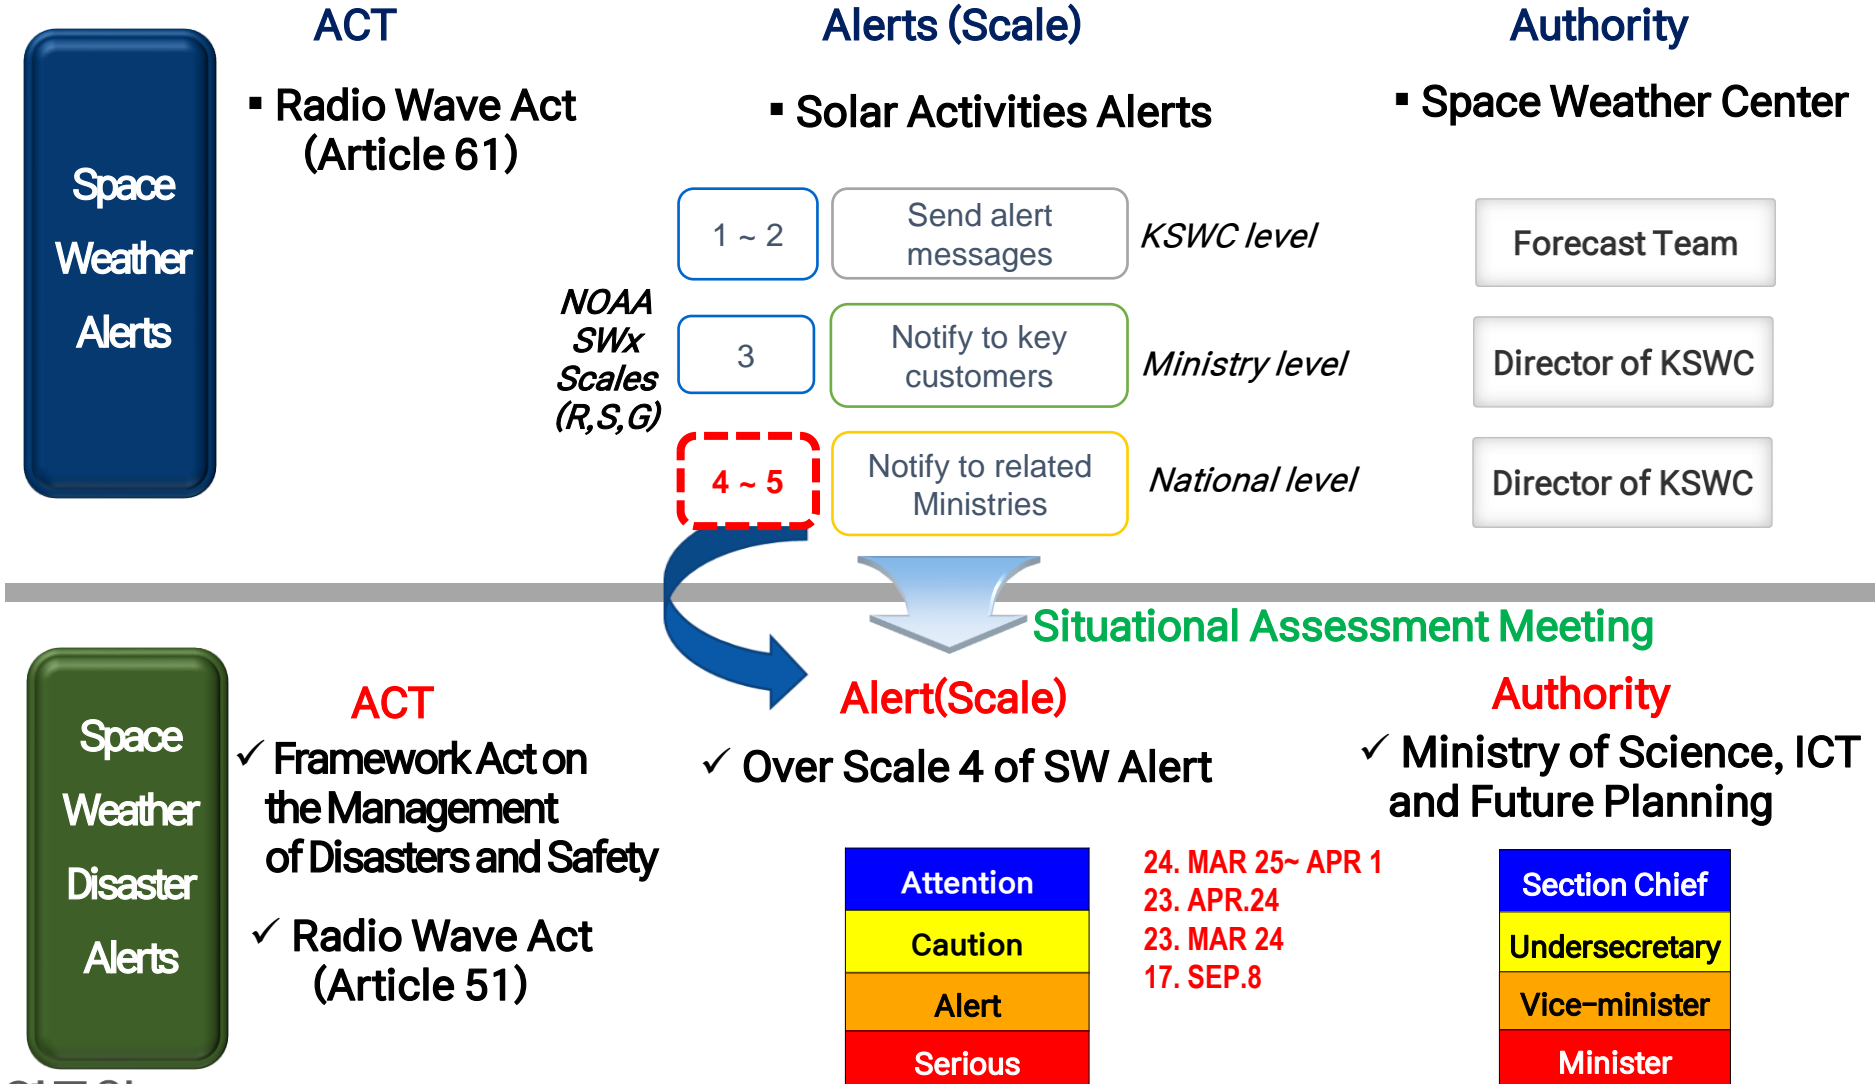 ACT
Alerts (Scale)
Authority
Space
Weather
Alerts
▪ Radio Wave Act
(Article 61)
▪ Solar Activities Alerts
▪ Space Weather Center
NOAA
SWx
Scales
(R,S,G)
1 ~ 2
Send alert
messages
KSWC level
Forecast Team
3
Notify to key
customers
Ministry level
Director of KSWC
4 ~ 5
Notify to related
Ministries
National level
Director of KSWC
Situational Assessment Meeting
Space
Weather
Disaster
Alerts
ACT
✓ Framework Act on
the Management
of Disasters and Safety
✓ Radio Wave Act
(Article 51)
Alert(Scale)
✓ Over Scale 4 of SW Alert
Attention
Caution
Alert
Serious
24. MAR 25~ APR 1
23. APR.24
23. MAR 24
17. SEP.8
Authority
✓ Ministry of Science, ICT
and Future Planning
Section Chief
Undersecretary
Vice-minister
Minister